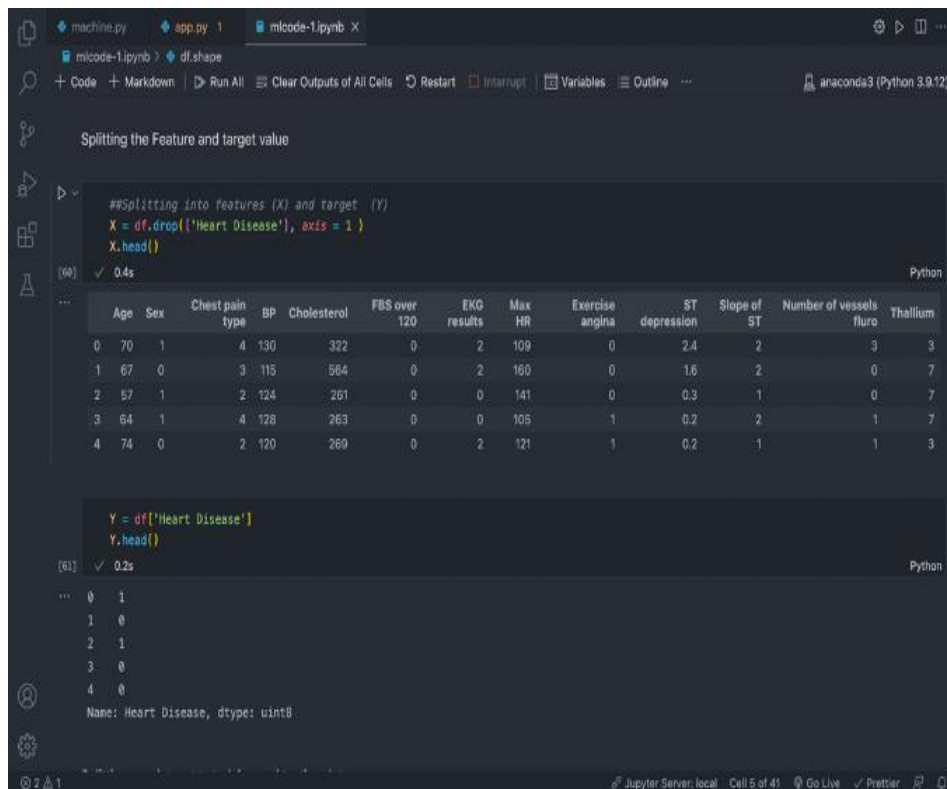 machine.py app.py 1 mlcode-1.ipynb ×
mlcode-1.ipynb > df.shape
+ Code + Markdown | Run All Clear Outputs of All Cells Restart Interrupt | Variables Outline ... anaconda3 (Python 3.9.12)
Splitting the Feature and target value
##Splitting into features (X) and target (Y)
X = df.drop(['Heart Disease'], axis = 1 )
X.head()
[60] ✓ 0.4s Python
... Age Sex Chest pain type BP Cholesterol FBS over 120 EKG results Max HR Exercise angina ST depression Slope of ST Number of vessels fluro Thallium
0 70 1 4 130 322 0 2 109 0 2.4 2 3 3
1 67 0 3 115 564 0 2 160 0 1.6 2 0 7
2 57 1 2 124 261 0 0 141 0 0.3 1 0 7
3 64 1 4 128 263 0 0 105 1 0.2 2 1 7
4 74 0 2 120 269 0 2 121 1 0.2 1 1 3
Y = df['Heart Disease']
Y.head()
[61] ✓ 0.2s Python
... 0 1
1 0
2 1
3 0
4 0
Name: Heart Disease, dtype: uint8
2 1 Jupyter Server: local Cell 5 of 41 Go Live ✓ Prettier